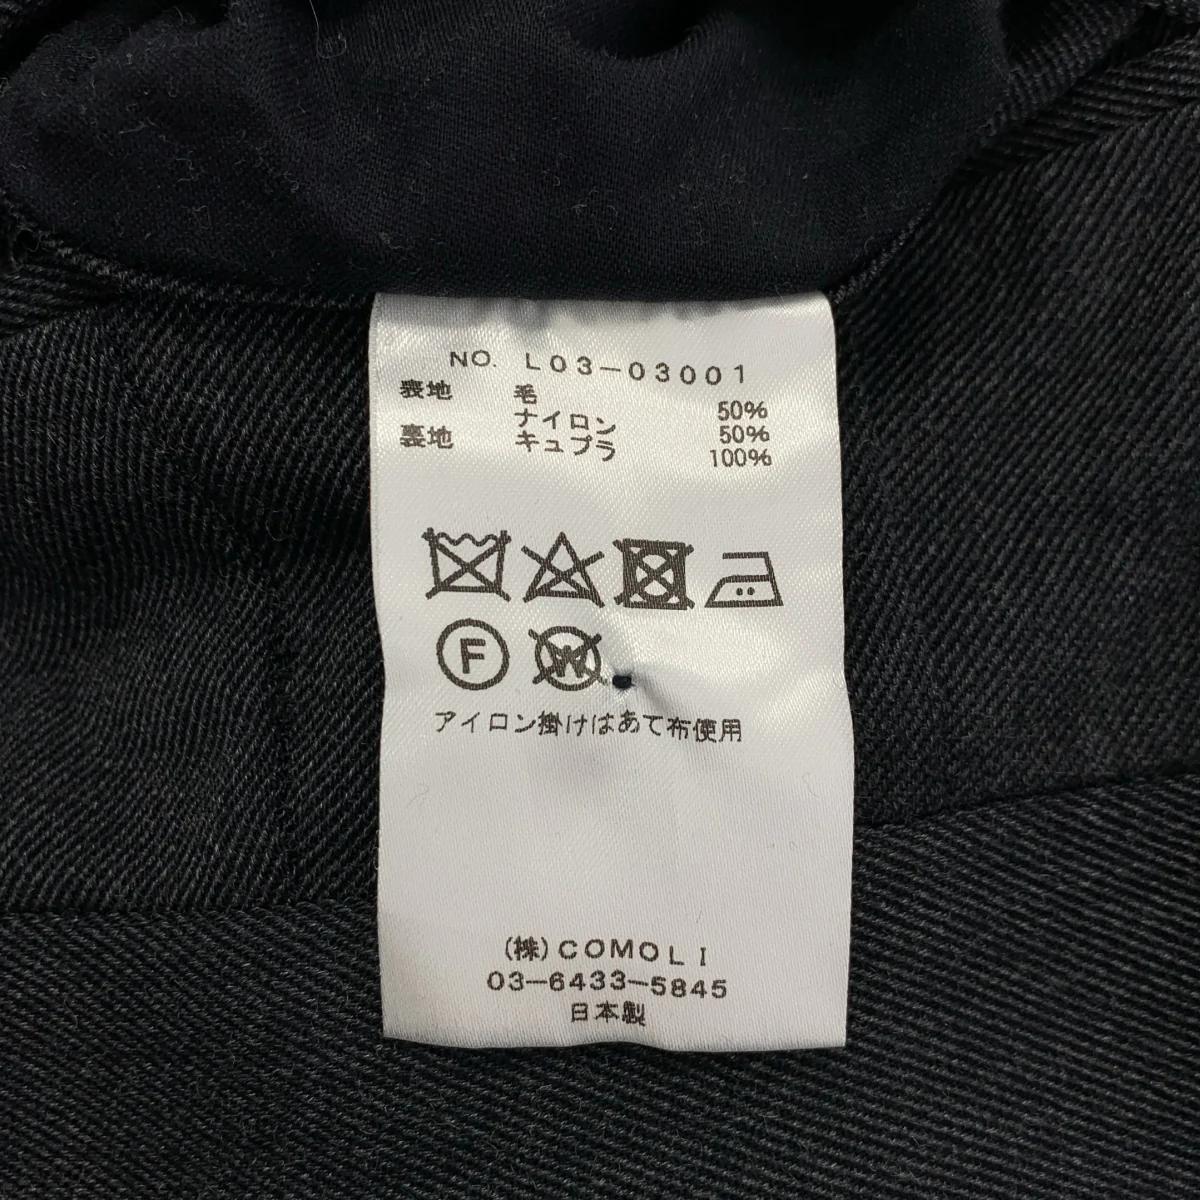 NO. L03-03001
表地 毛 50%
ナイロン 50%
裏地 キュプラ 100%
F W
アイロン掛けはあて布使用
(株)COMOLI
03-6433-5845
日本製